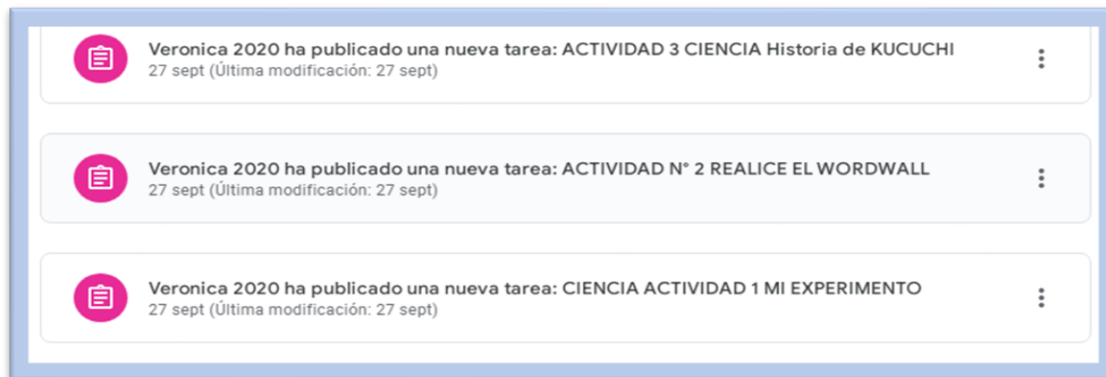 Veronica 2020 ha publicado una nueva tarea: ACTIVIDAD 3 CIENCIA Historia de KUCUCHI
27 sept (Última modificación: 27 sept)
Veronica 2020 ha publicado una nueva tarea: ACTIVIDAD N° 2 REALICE EL WORDWALL
27 sept (Última modificación: 27 sept)
Veronica 2020 ha publicado una nueva tarea: CIENCIA ACTIVIDAD 1 MI EXPERIMENTO
27 sept (Última modificación: 27 sept)